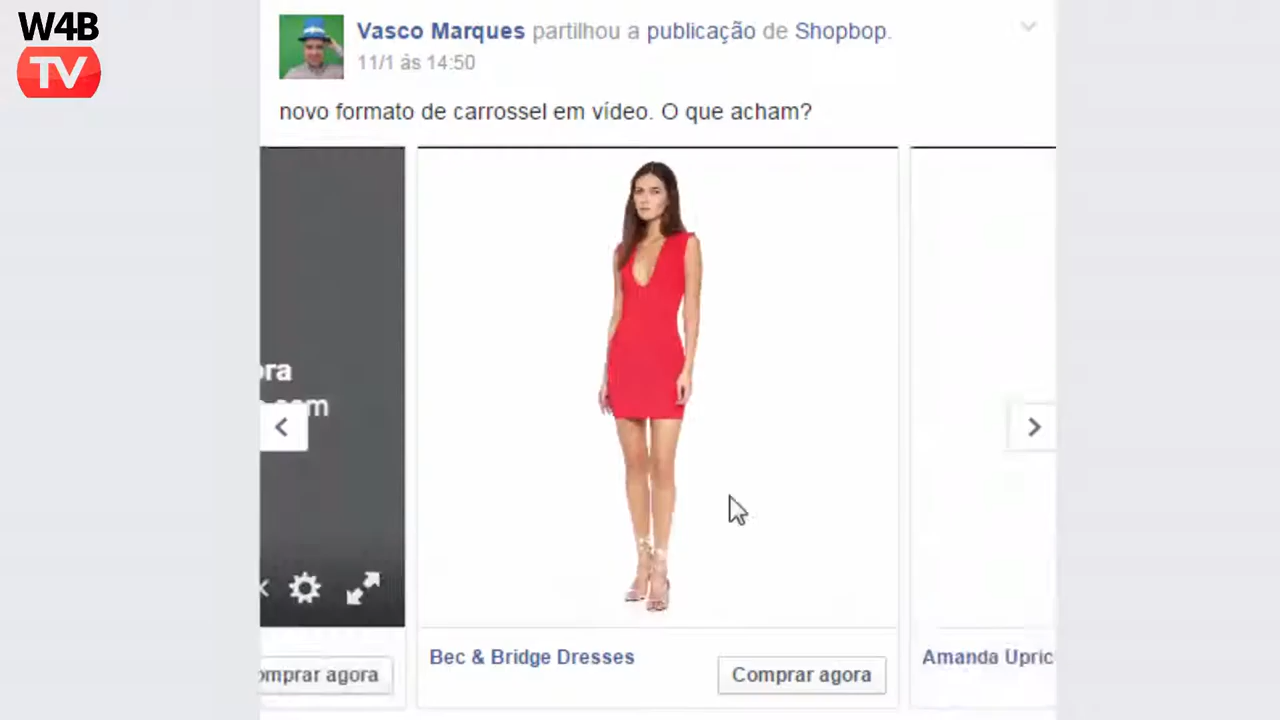 W4B
TV
Vasco Marques partilhou a publicação de Shopbop.
11/1 às 14:50
novo formato de carrossel em vídeo. O que acham?
Bec & Bridge Dresses
Comprar agora